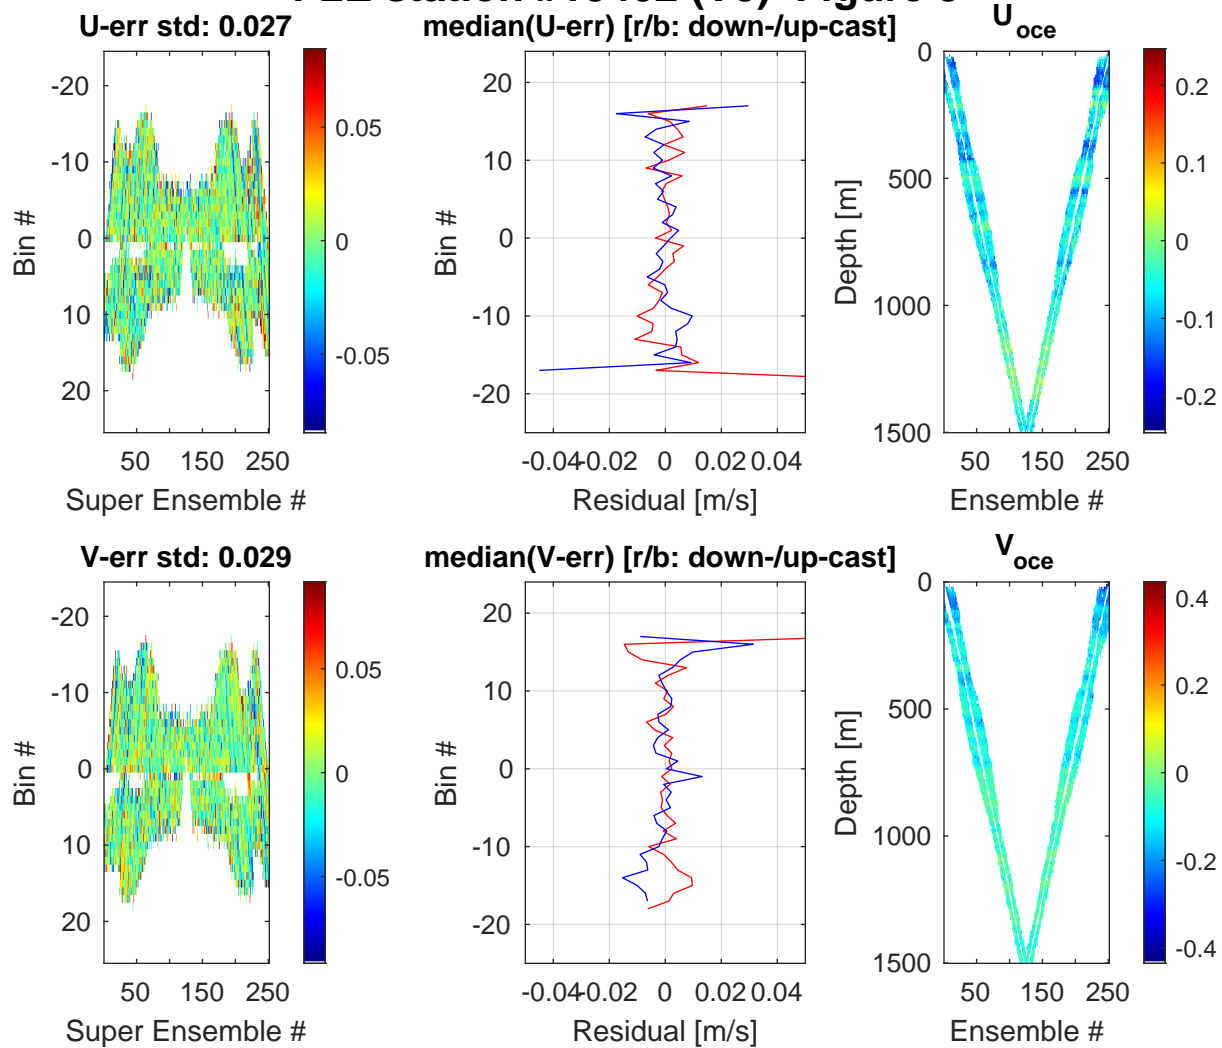 U-err std: 0.027
-20
-10
0
10
20
50 150 250
Super Ensemble #
Bin #
0.05
0
-0.05
median(U-err) [r/b: down-/up-cast]
20
10
0
-10
-20
-0.04 -0.02 0 0.02 0.04
Residual [m/s]
Bin #
U oce
0
500
1000
1500
50 150 250
Ensemble #
Depth [m]
0.2
0.1
0
-0.1
-0.2
V-err std: 0.029
-20
-10
0
10
20
50 150 250
Super Ensemble #
Bin #
0.05
0
-0.05
median(V-err) [r/b: down-/up-cast]
20
10
0
-10
-20
-0.04 -0.02 0 0.02 0.04
Residual [m/s]
Bin #
V oce
0
500
1000
1500
50 150 250
Ensemble #
Depth [m]
0.4
0.2
0
-0.2
-0.4